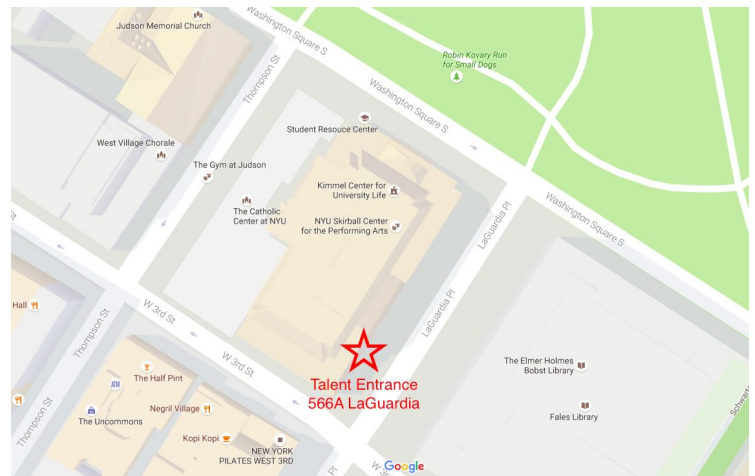 Judson Memorial Church
Washington Square S
Robin Kovary Run
for Small Dogs
Thompson St
Washington Square S
Student Resouce Center
West Village Chorale
The Gym at Judson
Kimmel Center for
University Life
The Catholic
Center at NYU
NYU Skirball Center
for the Performing Arts
LaGuardia Pl
Washington Square S
W 3rd St
Hall
Thompson St
LaGuardia Pl
W 3rd St
The Half Pint
ATM
The Uncommons
Negril Village
Kopi Kopi
NEW YORK
PILATES WEST 3RD
Talent Entrance
566A LaGuardia
The Elmer Holmes
Bobst Library
Fales Library
Google